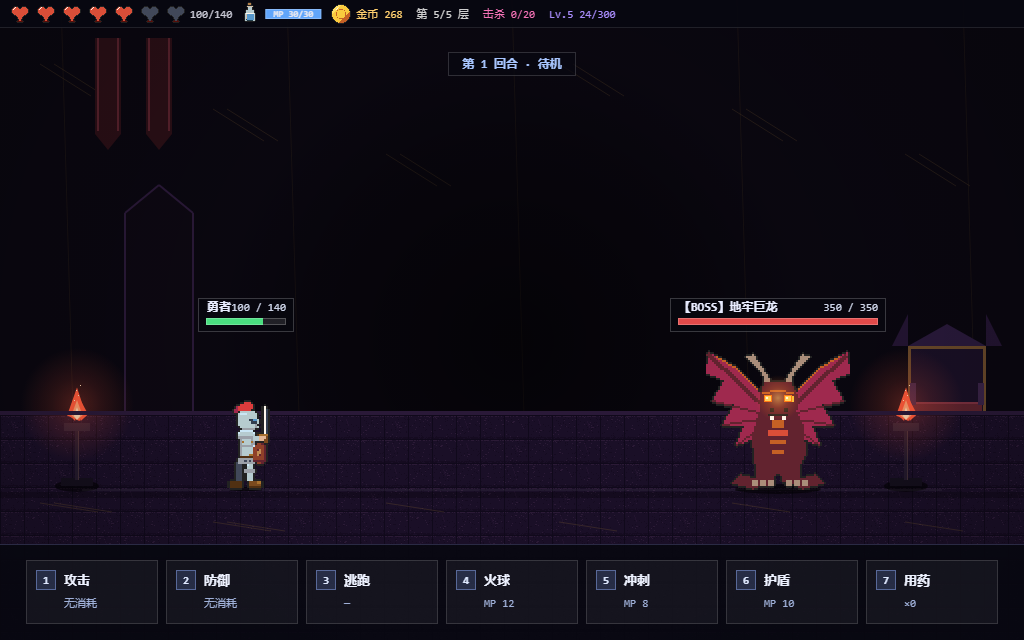 100/140 MP 30/30 金币 268 第 5/5 层 击杀 0/20 Lv.5 24/300
第 1 回合 · 待机
勇者100 / 140
【BOSS】地牢巨龙 350 / 350
1 攻击
无消耗
2 防御
无消耗
3 逃跑
—
4 火球
MP 12
5 冲刺
MP 8
6 护盾
MP 10
7 用药
×0